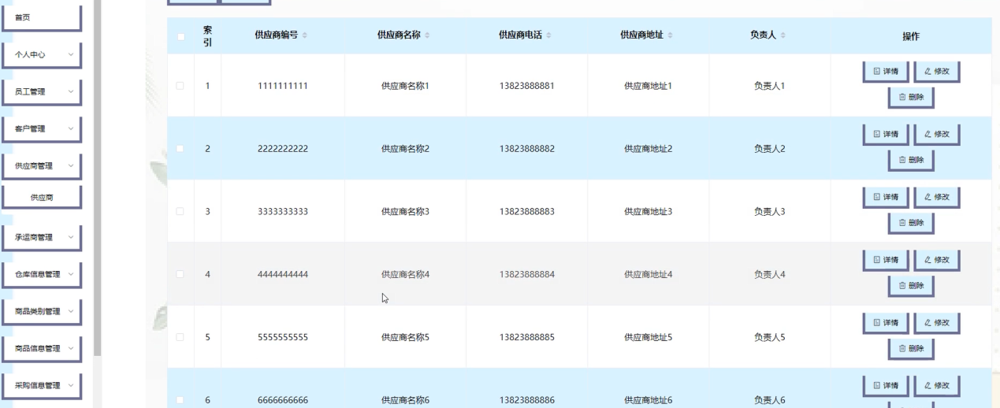 首页
个人中心
员工管理
客户管理
供应商管理
供应商
承运商管理
仓库信息管理
商品类别管理
商品信息管理
采购信息管理
索引 供应商编号 供应商名称 供应商电话 供应商地址 负责人 操作
1 1111111111 供应商名称1 13823888881 供应商地址1 负责人1 详情 修改
删除
2 2222222222 供应商名称2 13823888882 供应商地址2 负责人2 详情 修改
删除
3 3333333333 供应商名称3 13823888883 供应商地址3 负责人3 详情 修改
删除
4 4444444444 供应商名称4 13823888884 供应商地址4 负责人4 详情 修改
删除
5 5555555555 供应商名称5 13823888885 供应商地址5 负责人5 详情 修改
删除
6 6666666666 供应商名称6 13823888886 供应商地址6 负责人6 详情 修改